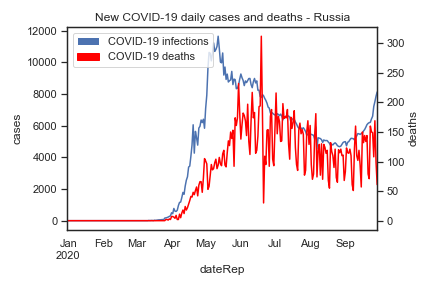 New COVID-19 daily cases and deaths - Russia
COVID-19 infections
COVID-19 deaths
12000
10000
8000
6000
4000
2000
0
cases
300
250
200
150
100
50
0
deaths
Jan Feb Mar Apr May Jun Jul Aug Sep
2020
dateRep